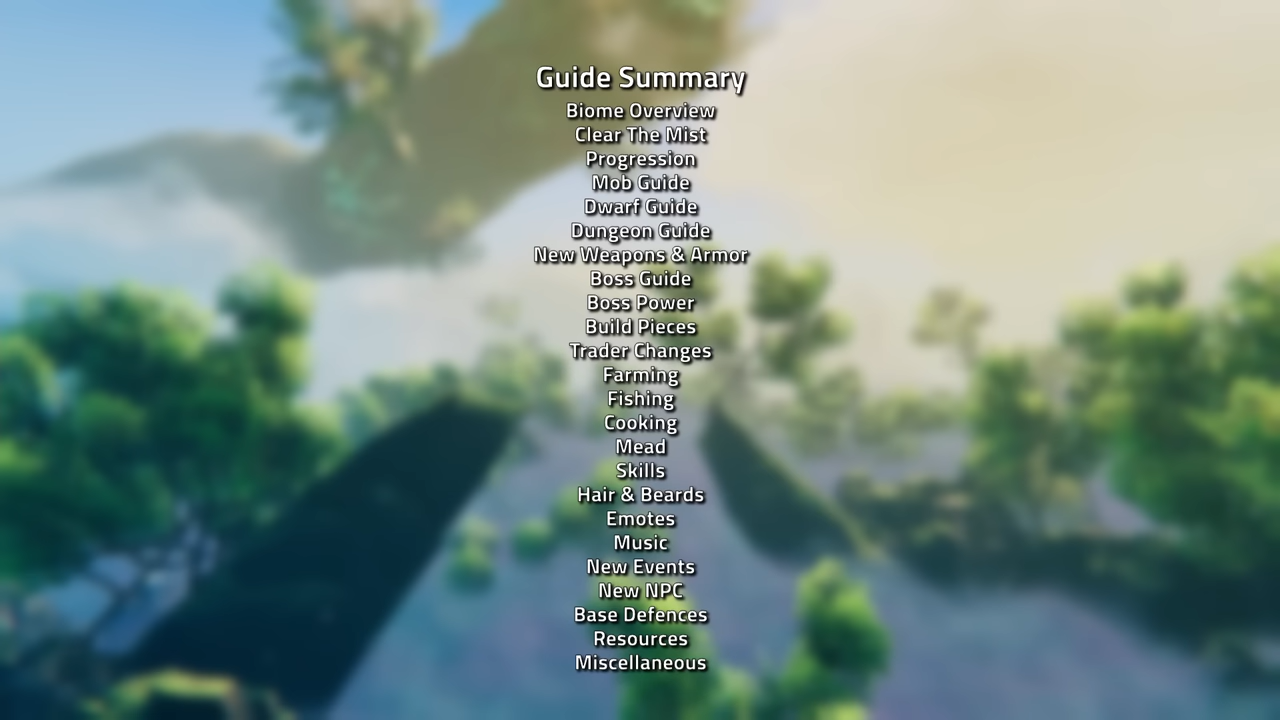 Guide Summary
Biome Overview
Clear The Mist
Progression
Mob Guide
Dwarf Guide
Dungeon Guide
New Weapons & Armor
Boss Guide
Boss Power
Build Pieces
Trader Changes
Farming
Fishing
Cooking
Mead
Skills
Hair & Beards
Emotes
Music
New Events
New NPC
Base Defences
Resources
Miscellaneous